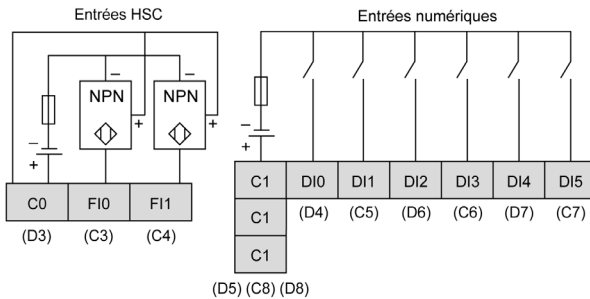 Entrées HSC
Entrées numériques
NPN NPN
C0 FI0 FI1
(D3) (C3) (C4)
C1 DI0 DI1 DI2 DI3 DI4 DI5
C1 (D4) (C5) (D6) (C6) (D7) (C7)
C1
(D5) (C8) (D8)